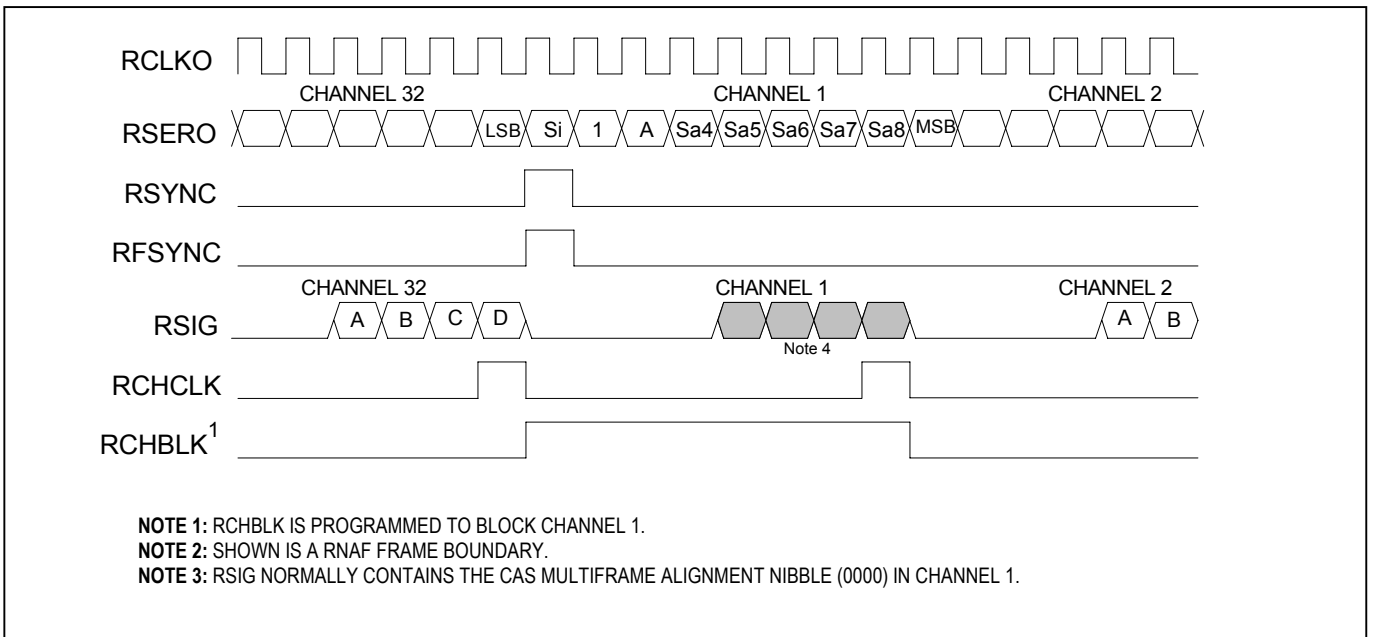 RCLKO
CHANNEL 32 CHANNEL 1 CHANNEL 2
RSERO LSB Si 1 A Sa4 Sa5 Sa6 Sa7 Sa8 MSB
RSYNC
RFSYNC
CHANNEL 32 CHANNEL 1 CHANNEL 2
RSIG A B C D A B
Note 4
RCHCLK
RCHBLK1
NOTE 1: RCHBLK IS PROGRAMMED TO BLOCK CHANNEL 1.
NOTE 2: SHOWN IS A RNAF FRAME BOUNDARY.
NOTE 3: RSIG NORMALLY CONTAINS THE CAS MULTIFRAME ALIGNMENT NIBBLE (0000) IN CHANNEL 1.